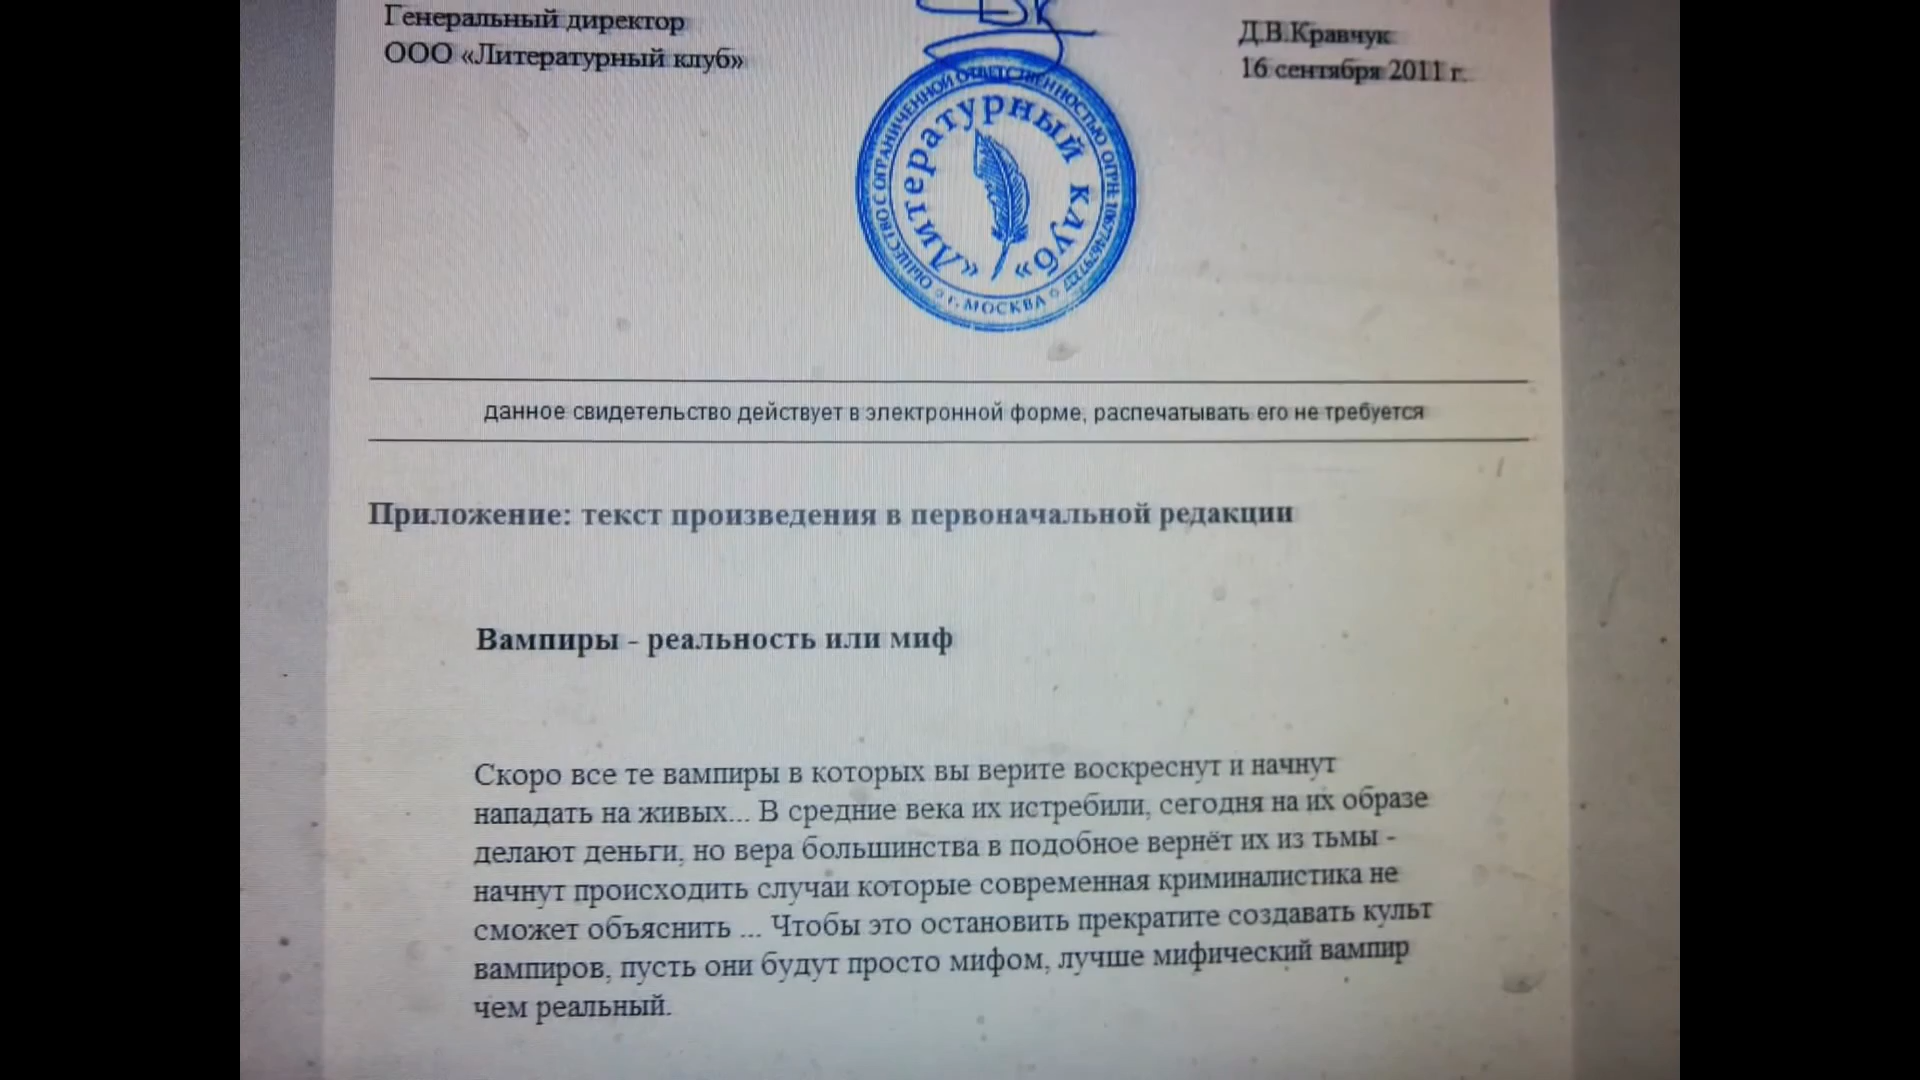 Генеральный директор
ООО «Литературный клуб»
Д.В.Кравчук
16 сентября 2011 г.
ОБЩЕСТВО С ОГРАНИЧЕННОЙ ОТВЕТСТВЕННОСТЬЮ ОГРН
«Литературный клуб»
г. МОСКВА
данное свидетельство действует в электронной форме, распечатывать его не требуется
Приложение: текст произведения в первоначальной редакции
Вампиры - реальность или миф
Скоро все те вампиры в которых вы верите воскреснут и начнут
нападать на живых... В средние века их истребили, сегодня на их образе
делают деньги, но вера большинства в подобное вернёт их из тьмы -
начнут происходить случаи которые современная криминалистика не
сможет объяснить ... Чтобы это остановить прекратите создавать культ
вампиров, пусть они будут просто мифом, лучше мифический вампир
чем реальный.